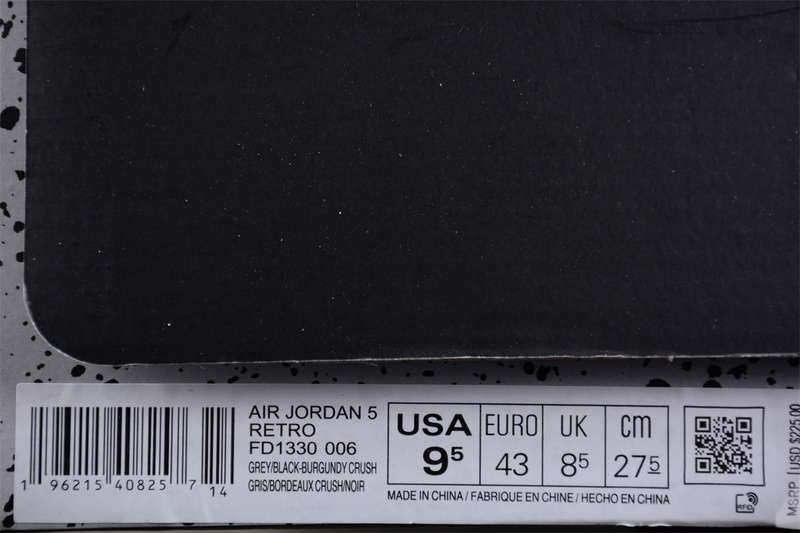 AIR JORDAN 5
RETRO
FD1330 006
GREY/BLACK-BURGUNDY CRUSH
GRIS/BORDEAUX CRUSH/NOIR
1 96215 40825 7 14
USA EURO UK cm
9⁵ 43 8⁵ 27⁵
MADE IN CHINA / FABRIQUE EN CHINE / HECHO EN CHINA
RFID
MSRP USD $225.00